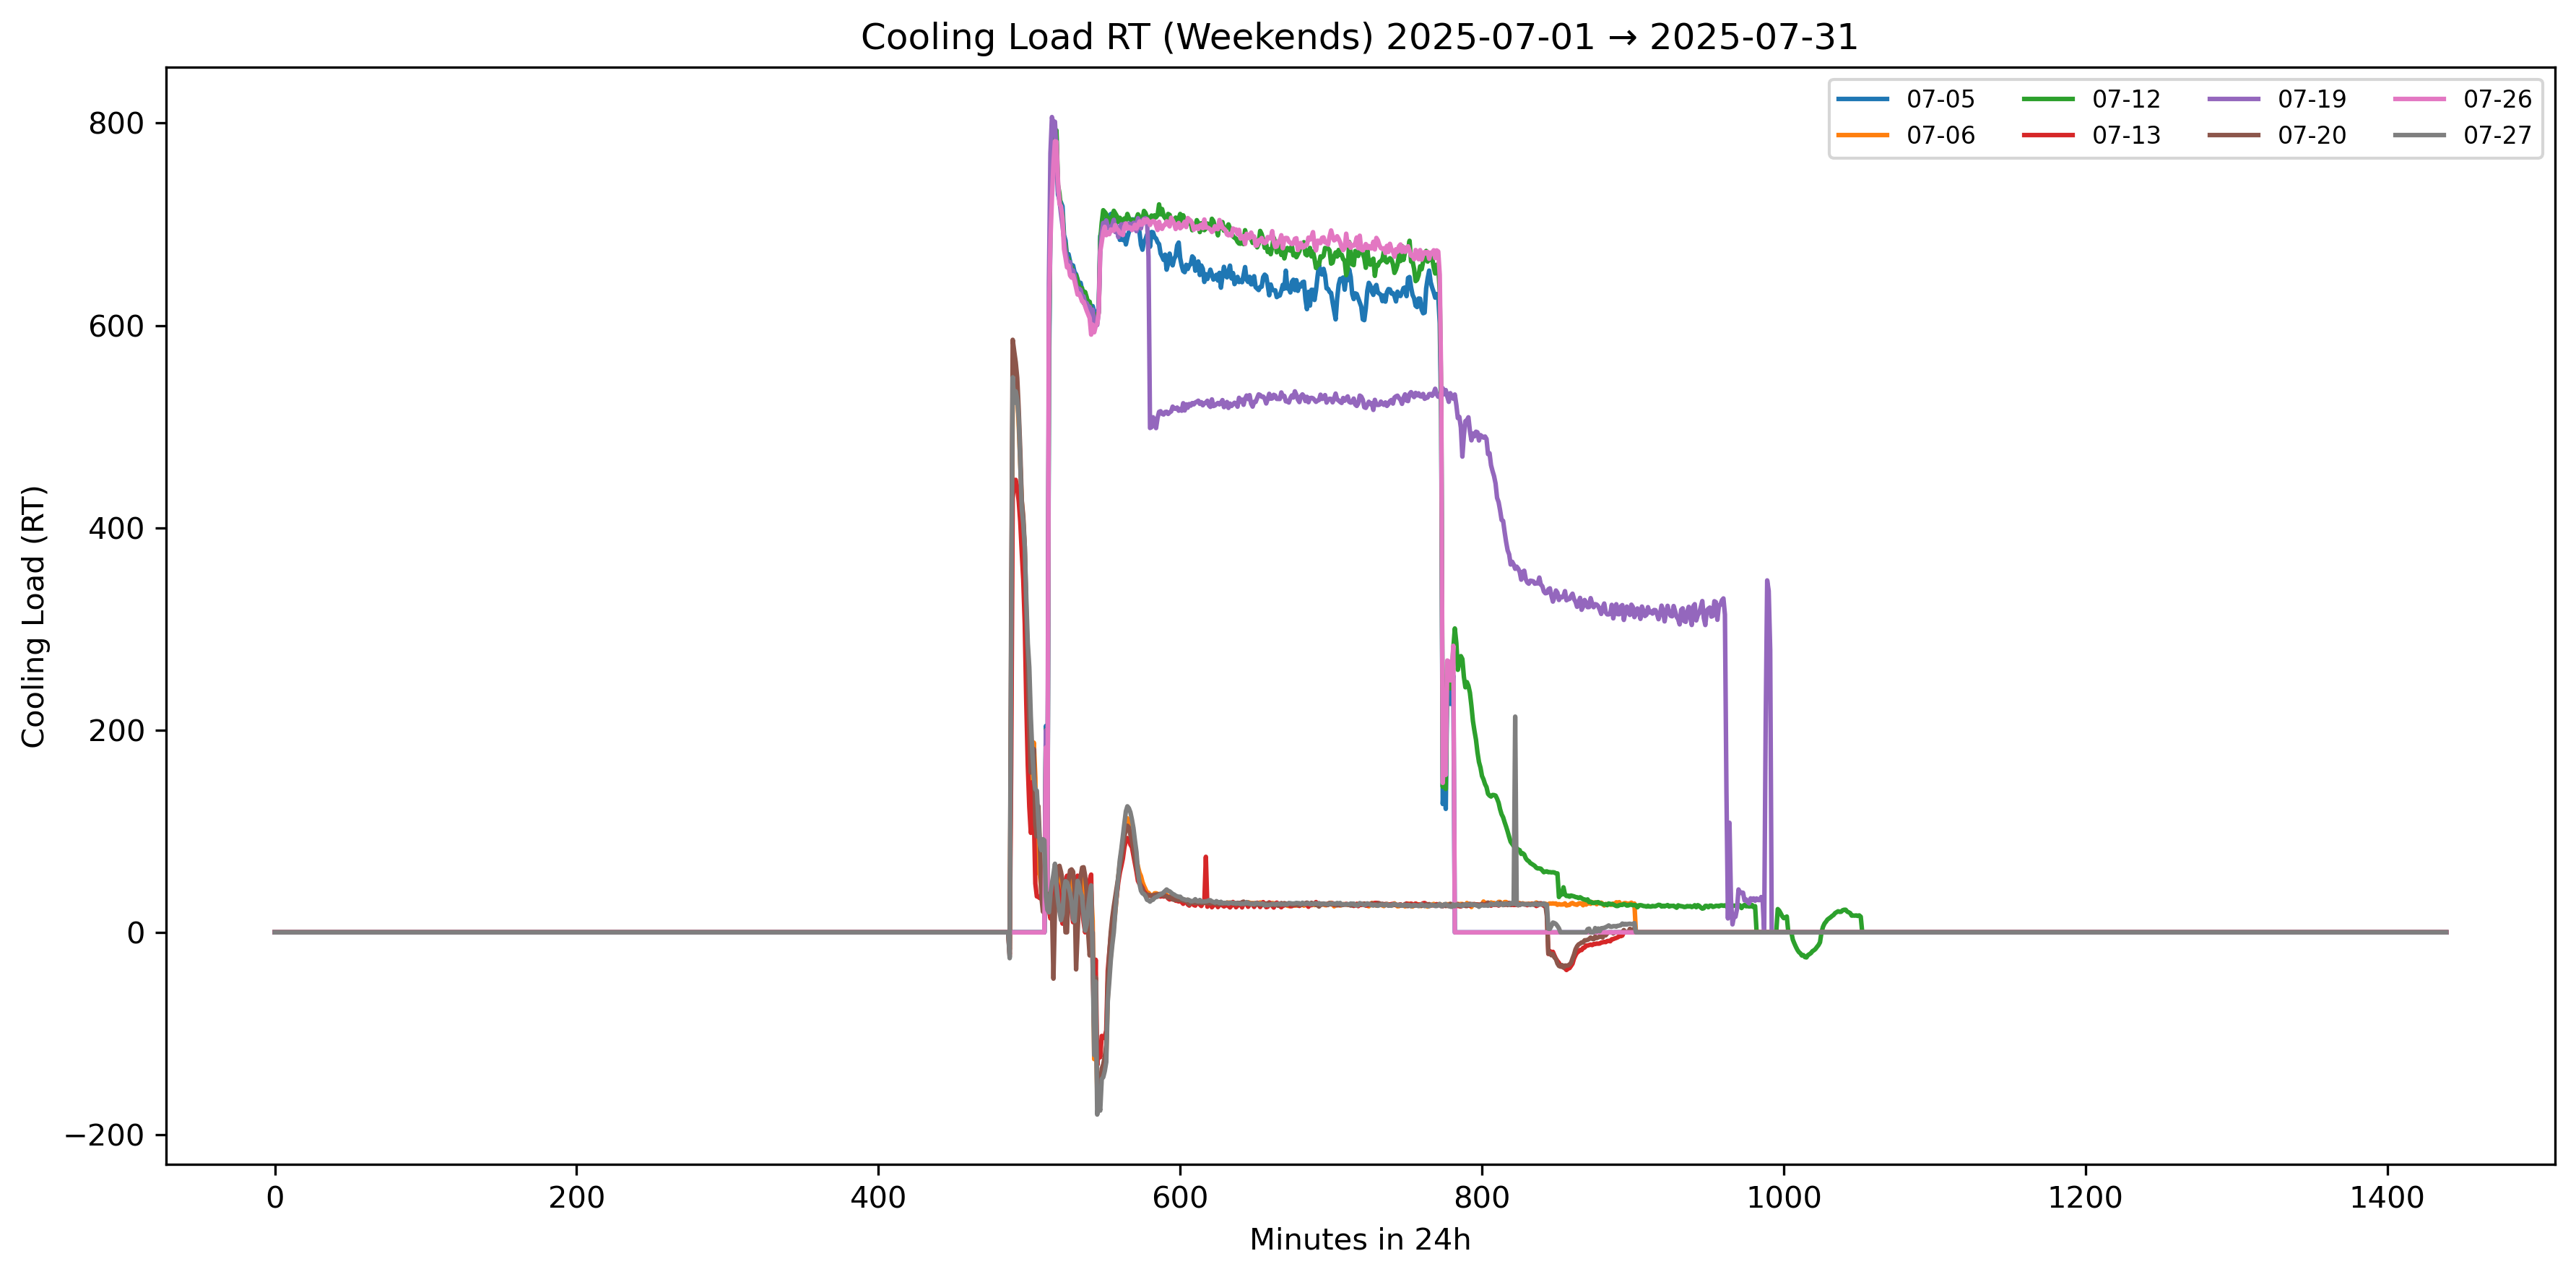 Cooling Load RT (Weekends) 2025-07-01 → 2025-07-31
07-05 07-12 07-19 07-26
07-06 07-13 07-20 07-27
800
600
400
200
0
−200
Cooling Load (RT)
0 200 400 600 800 1000 1200 1400
Minutes in 24h